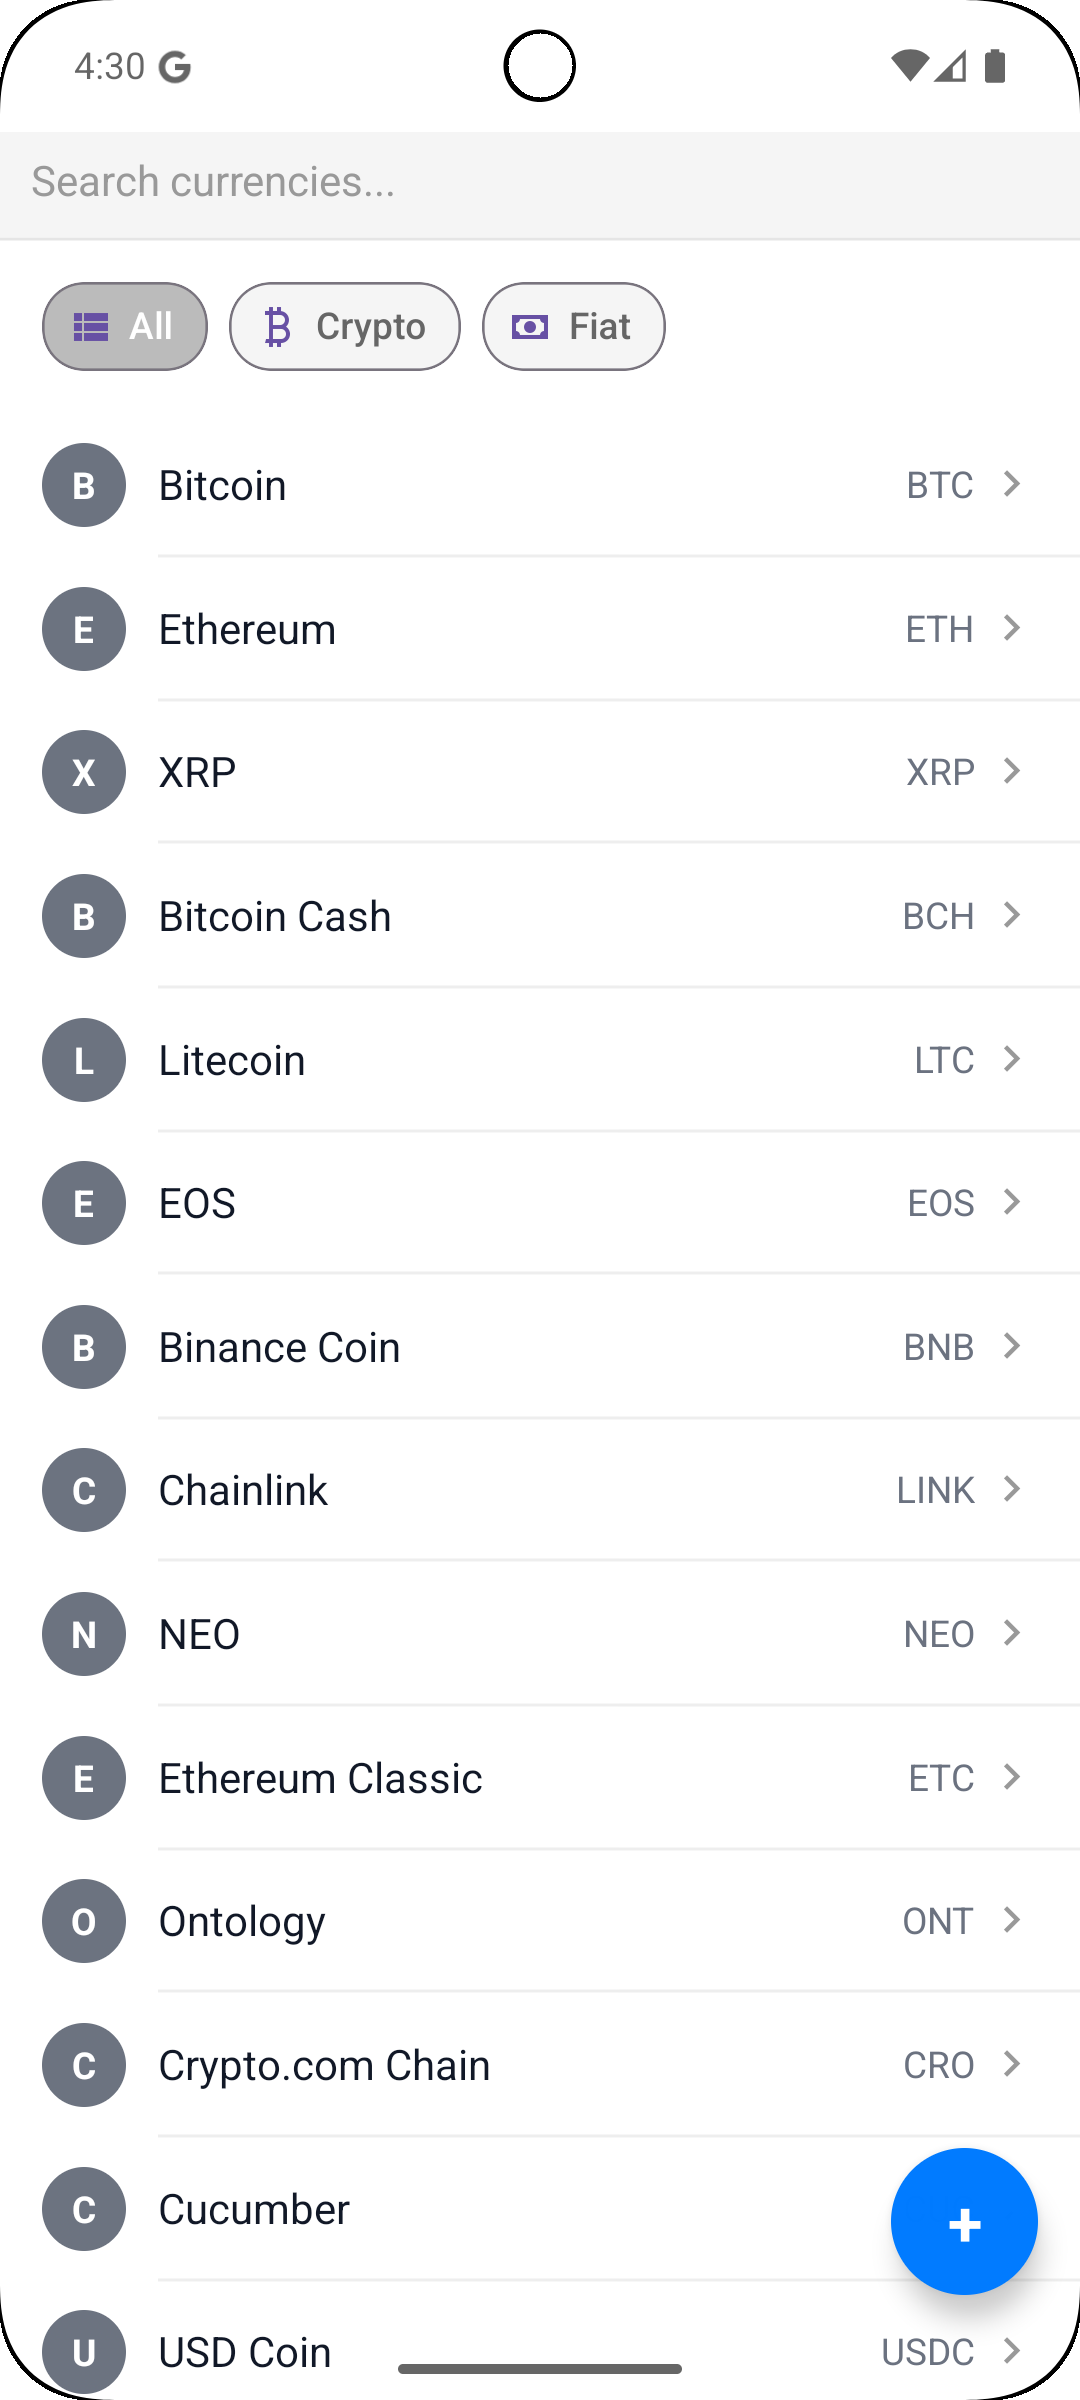 4:30 G
Search currencies...
All Crypto Fiat
B Bitcoin BTC
E Ethereum ETH
X XRP XRP
B Bitcoin Cash BCH
L Litecoin LTC
E EOS EOS
B Binance Coin BNB
C Chainlink LINK
N NEO NEO
E Ethereum Classic ETC
O Ontology ONT
C Crypto.com Chain CRO
C Cucumber
+
U USD Coin USDC